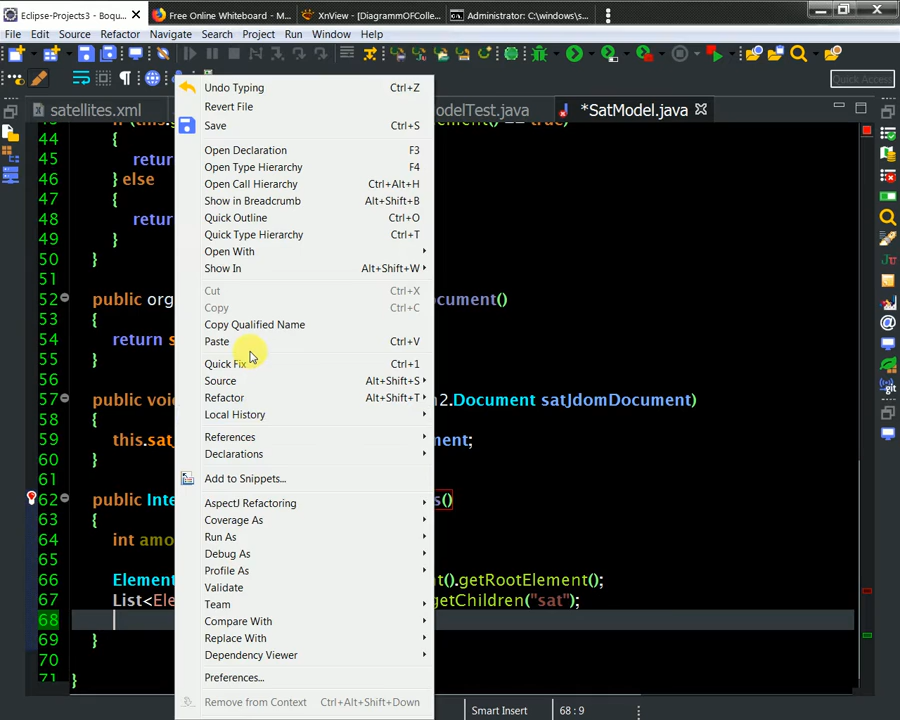 Eclipse-Projects3 - Boqu... × Free Online Whiteboard - M... XnView - [DiagrammOfColle... Administrator: C:\windows\s...
File Edit Source Refactor Navigate Search Project Run Window Help
Quick Access
satellites.xml odelTest.java *SatModel.java
Undo Typing Ctrl+Z
Revert File
Save Ctrl+S
Open Declaration F3
Open Type Hierarchy F4
Open Call Hierarchy Ctrl+Alt+H
Show in Breadcrumb Alt+Shift+B
Quick Outline Ctrl+O
Quick Type Hierarchy Ctrl+T
Open With
Show In Alt+Shift+W
Cut Ctrl+X
Copy Ctrl+C
Copy Qualified Name
Paste Ctrl+V
Quick Fix Ctrl+1
Source Alt+Shift+S
Refactor Alt+Shift+T
Local History
References
Declarations
Add to Snippets...
AspectJ Refactoring
Coverage As
Run As
Debug As
Profile As
Validate
Team
Compare With
Replace With
Dependency Viewer
Preferences...
Remove from Context Ctrl+Alt+Shift+Down
44 {
45 retur
46 } else
47 {
48 retur
49 }
50 }
51
52 public org ocument()
53 {
54 return s
55 }
56
57 public voi m2.Document satJdomDocument)
58 {
59 this.sat ment;
60 }
61
62 public Inte s()
63 {
64 int amo
65
66 Element t().getRootElement();
67 List<Ele getChildren("sat");
68
69 }
70
71 }
Smart Insert 68 : 9